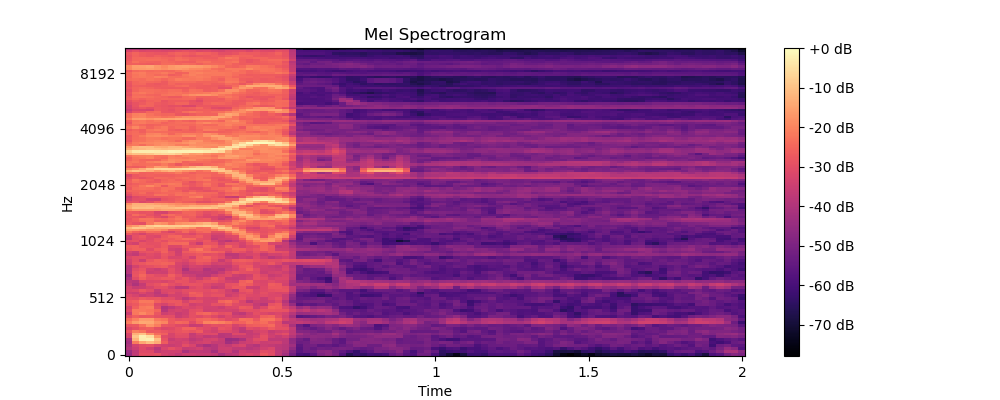 Mel Spectrogram
Hz
8192
4096
2048
1024
512
0
0
0.5
1
1.5
2
Time
+0 dB
-10 dB
-20 dB
-30 dB
-40 dB
-50 dB
-60 dB
-70 dB